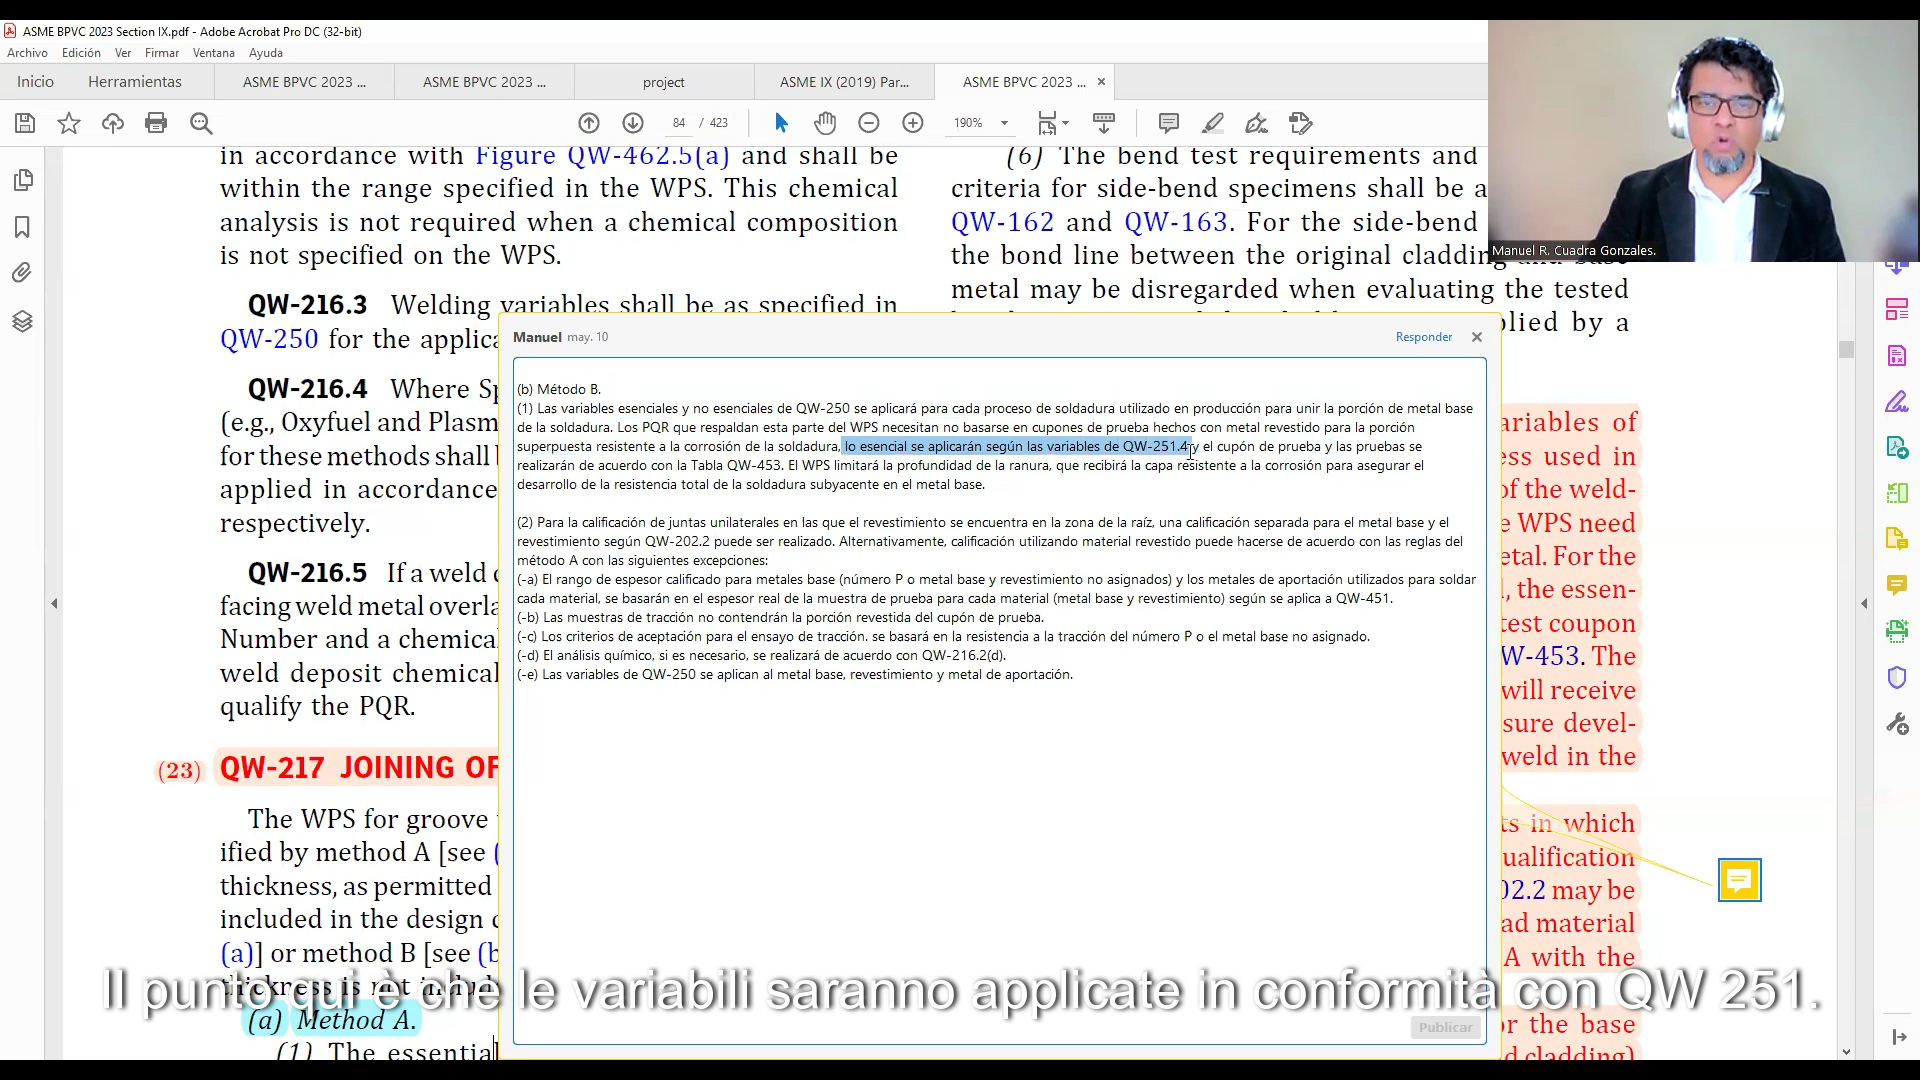 ASME BPVC 2023 Section IX.pdf - Adobe Acrobat Pro DC (32-bit)
Archivo Edición Ver Firmar Ventana Ayuda
Inicio Herramientas ASME BPVC 2023 ... ASME BPVC 2023 ... project ASME IX (2019) Par... ASME BPVC 2023 ...
84 / 423 190%
Manuel R. Cuadra Gonzales.
in accordance with Figure QW-462.5(a) and shall be
within the range specified in the WPS. This chemical
analysis is not required when a chemical composition
is not specified on the WPS.
QW-216.3 Welding variables shall be as specified in
QW-250 for the applica
QW-216.4 Where Sp
(e.g., Oxyfuel and Plasm
for these methods shall b
applied in accordance
respectively.
QW-216.5 If a weld d
facing weld metal overla
Number and a chemica
weld deposit chemical
qualify the PQR.
(23) QW-217 JOINING OF
The WPS for groove
ified by method A [see (
thickness, as permitted
included in the design c
(a)] or method B [see (b
thickness is not includ
(a) Method A.
(1) The essential
(6) The bend test requirements and
criteria for side-bend specimens shall be a
QW-162 and QW-163. For the side-bend
the bond line between the original cladding and base
metal may be disregarded when evaluating the tested
plied by a
ariables of
ess used in
of the weld-
e WPS need
etal. For the
, the essen-
test coupon
W-453. The
will receive
sure devel-
weld in the
ts in which
ualification
02.2 may be
ad material
A with the
or the base
d cladding)
Manuel may. 10 Responder
(b) Método B.
(1) Las variables esenciales y no esenciales de QW-250 se aplicará para cada proceso de soldadura utilizado en producción para unir la porción de metal base
de la soldadura. Los PQR que respaldan esta parte del WPS necesitan no basarse en cupones de prueba hechos con metal revestido para la porción
superpuesta resistente a la corrosión de la soldadura, lo esencial se aplicarán según las variables de QW-251.4 y el cupón de prueba y las pruebas se
realizarán de acuerdo con la Tabla QW-453. El WPS limitará la profundidad de la ranura, que recibirá la capa resistente a la corrosión para asegurar el
desarrollo de la resistencia total de la soldadura subyacente en el metal base.
(2) Para la calificación de juntas unilaterales en las que el revestimiento se encuentra en la zona de la raíz, una calificación separada para el metal base y el
revestimiento según QW-202.2 puede ser realizado. Alternativamente, calificación utilizando material revestido puede hacerse de acuerdo con las reglas del
método A con las siguientes excepciones:
(-a) El rango de espesor calificado para metales base (número P o metal base y revestimiento no asignados) y los metales de aportación utilizados para soldar
cada material, se basarán en el espesor real de la muestra de prueba para cada material (metal base y revestimiento) según se aplica a QW-451.
(-b) Las muestras de tracción no contendrán la porción revestida del cupón de prueba.
(-c) Los criterios de aceptación para el ensayo de tracción. se basará en la resistencia a la tracción del número P o el metal base no asignado.
(-d) El análisis químico, si es necesario, se realizará de acuerdo con QW-216.2(d).
(-e) Las variables de QW-250 se aplican al metal base, revestimiento y metal de aportación.
Publicar
Il punto qui è che le variabili saranno applicate in conformità con QW 251.